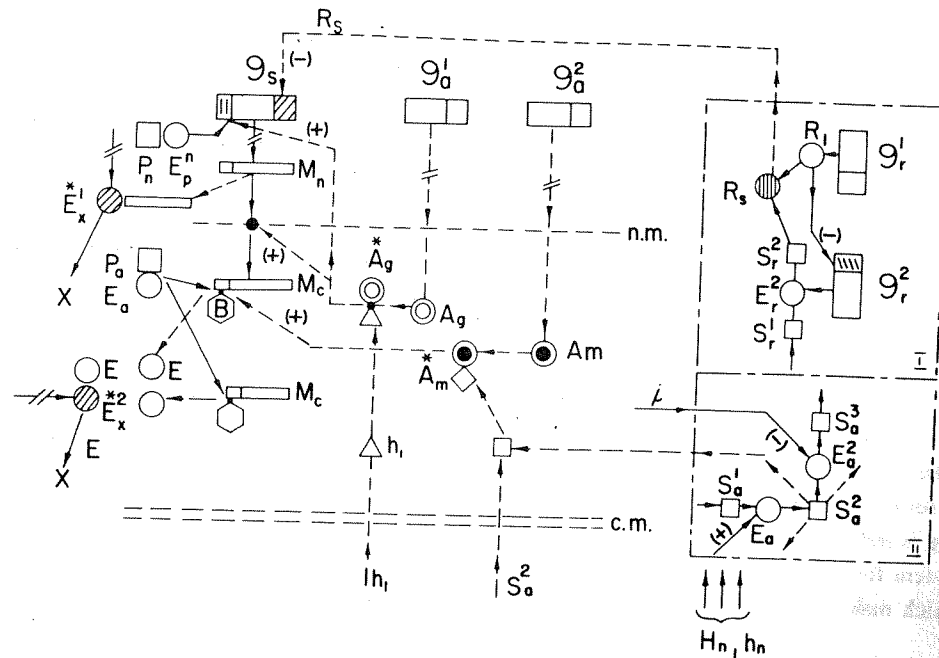 R_S
(-)
g_s g_a^1 g_a^2
(+)
R_1 g_r^1
P_n E_p^n M_n
R_s
E_x^{*1}
n.m.
(-)
S_r^2
(+)
A_g^*
P_a M_c
E_r^2 g_r^2
X E_a
B A_g
(+)
S_r^1
A_m
E E A_m^* I
E_x^{*2} M_c
μ S_a^3
E (-)
h_1 E_a^2
X
S_a^1 S_a^2
E_a
c.m. (+) II
Ih_1 S_a^2
H_n, h_n